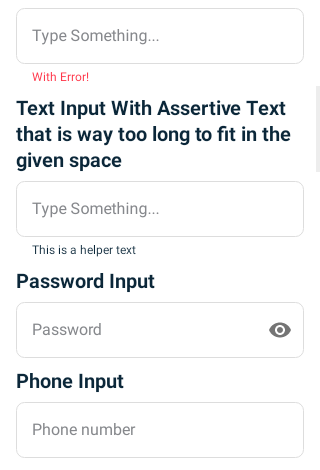 Type Something...
With Error!
Text Input With Assertive Text
that is way too long to fit in the
given space
Type Something...
This is a helper text
Password Input
Password
Phone Input
Phone number